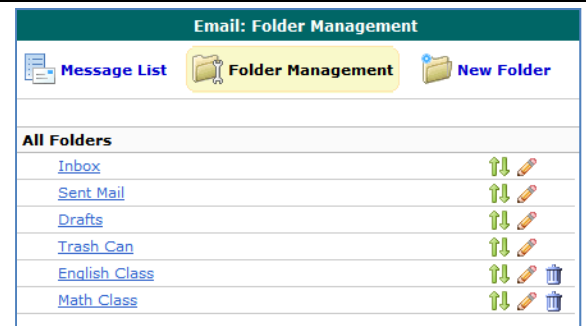 Email: Folder Management
Message List Folder Management New Folder
All Folders
Inbox
Sent Mail
Drafts
Trash Can
English Class
Math Class